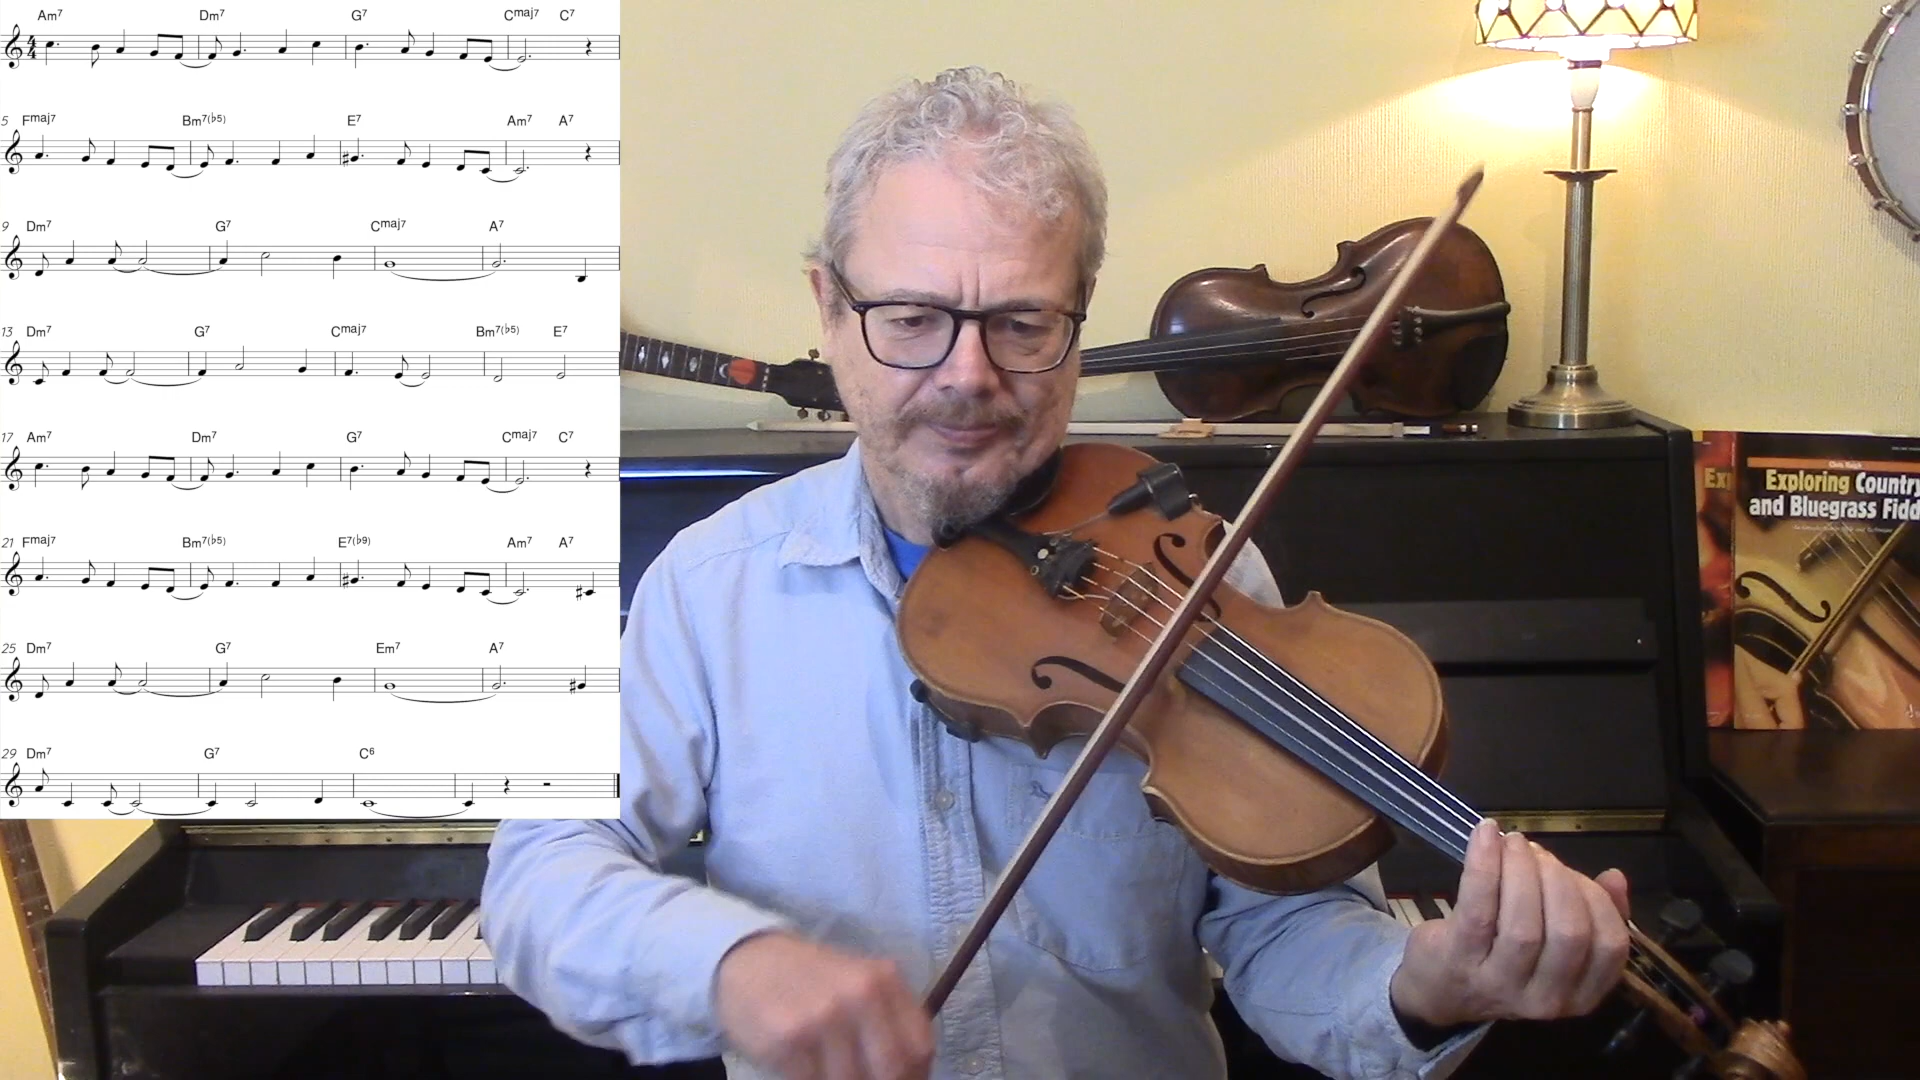 Am7 Dm7 G7 Cmaj7 C7
4
4
5 Fmaj7 Bm7(♭5) E7 Am7 A7
9 Dm7 G7 Cmaj7 A7
13 Dm7 G7 Cmaj7 Bm7(♭5) E7
17 Am7 Dm7 G7 Cmaj7 C7
21 Fmaj7 Bm7(♭5) E7(♭9) Am7 A7
25 Dm7 G7 Em7 A7
29 Dm7 G7 C6
Exploring Country
and Bluegrass Fidd